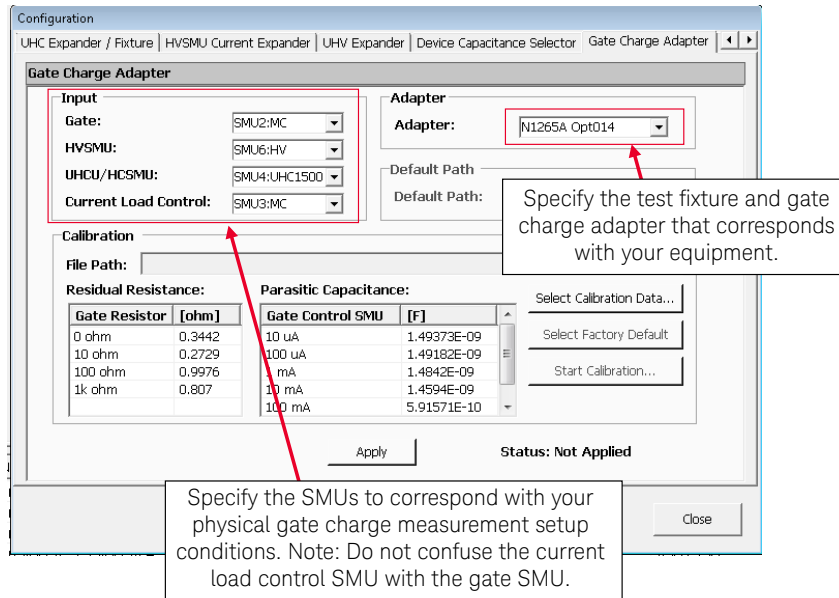 Configuration
UHC Expander / Fixture | HVSMU Current Expander | UHV Expander | Device Capacitance Selector | Gate Charge Adapter
Gate Charge Adapter
Input
Gate: SMU2:MC
HVSMU: SMU6:HV
UHCU/HCSMU: SMU4:UHC1500
Current Load Control: SMU3:MC
Adapter
Adapter: N1265A Opt014
Default Path
Default Path:
Specify the test fixture and gate
charge adapter that corresponds
with your equipment.
Calibration
File Path:
Residual Resistance:
Gate Resistor [ohm]
0 ohm 0.3442
10 ohm 0.2729
100 ohm 0.9976
1k ohm 0.807
Parasitic Capacitance:
Gate Control SMU [F]
10 uA 1.49373E-09
100 uA 1.49182E-09
mA 1.4842E-09
10 mA 1.4594E-09
100 mA 5.91571E-10
Select Calibration Data...
Select Factory Default
Start Calibration...
Apply
Status: Not Applied
Specify the SMUs to correspond with your
physical gate charge measurement setup
conditions. Note: Do not confuse the current
load control SMU with the gate SMU.
Close